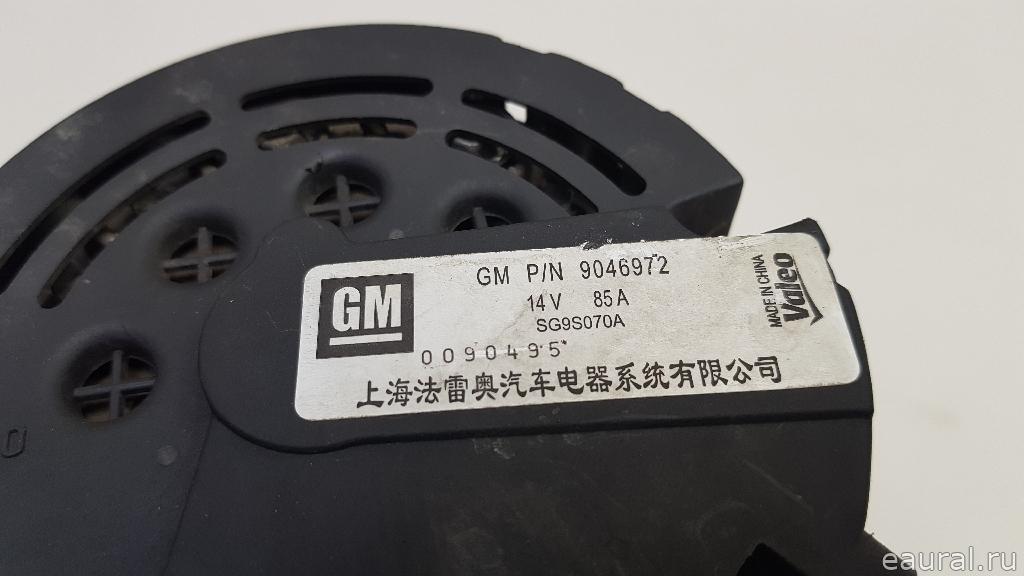 GM
GM P/N 9046972
14V 85A
SG9S070A
0090495*
上海法雷奥汽车电器系统有限公司
MADE IN CHINA
Valeo
0
eaural.ru